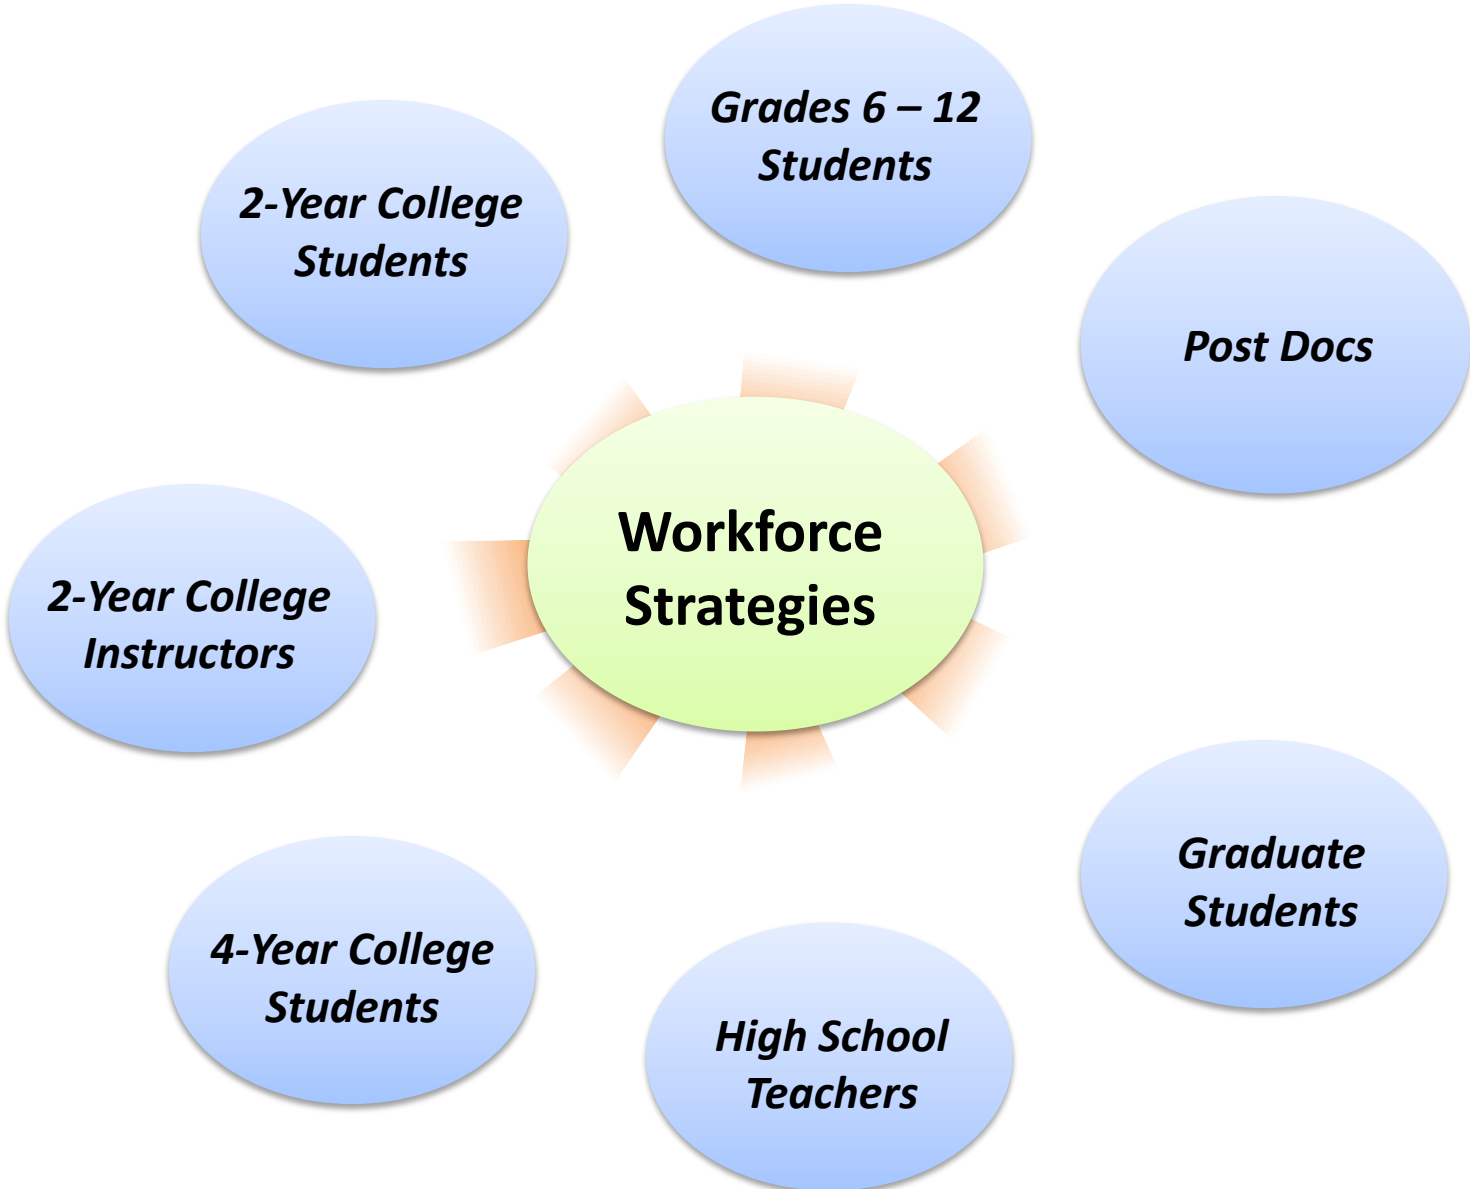 Grades 6 – 12
Students
2-Year College
Students
Post Docs
Workforce
Strategies
2-Year College
Instructors
Graduate
Students
4-Year College
Students
High School
Teachers